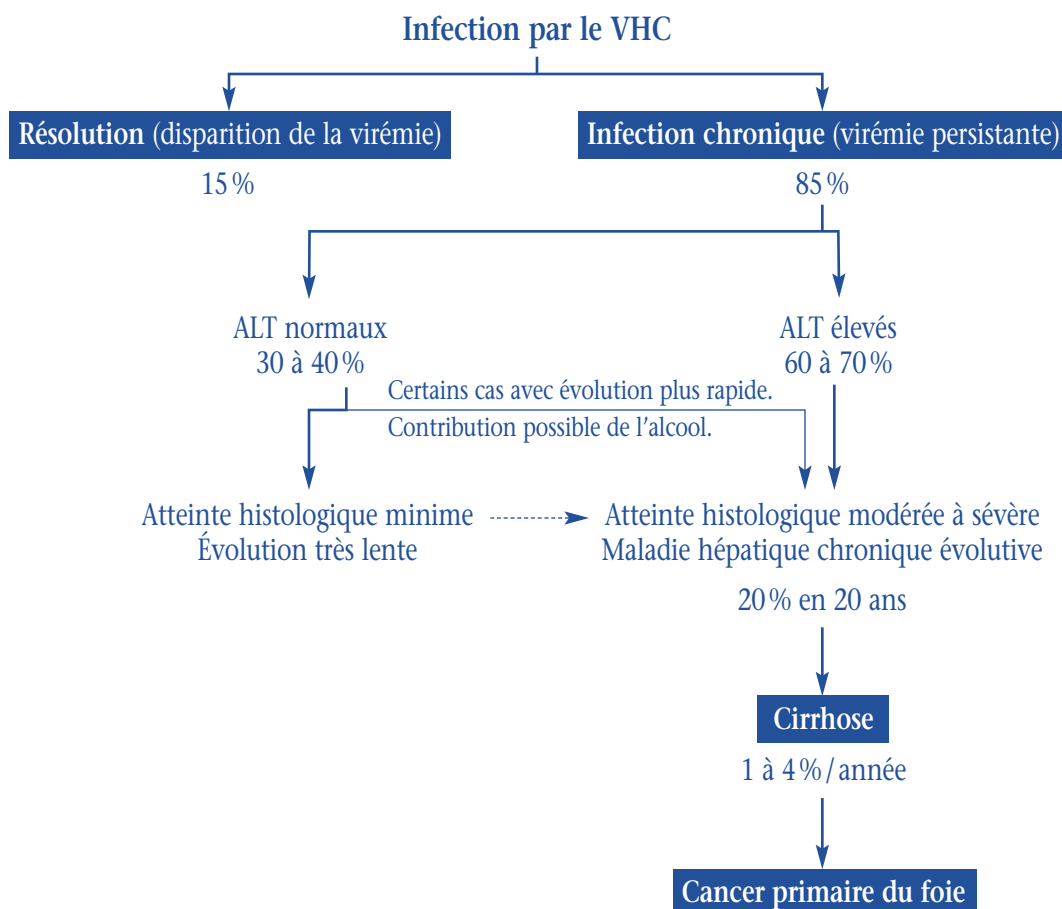 Infection par le VHC
Résolution (disparition de la virémie)
Infection chronique (virémie persistante)
15 %
85 %
ALT normaux
30 à 40 %
ALT élevés
60 à 70 %
Certains cas avec évolution plus rapide.
Contribution possible de l’alcool.
Atteinte histologique minime
Évolution très lente
Atteinte histologique modérée à sévère
Maladie hépatique chronique évolutive
20 % en 20 ans
Cirrhose
1 à 4 % / année
Cancer primaire du foie